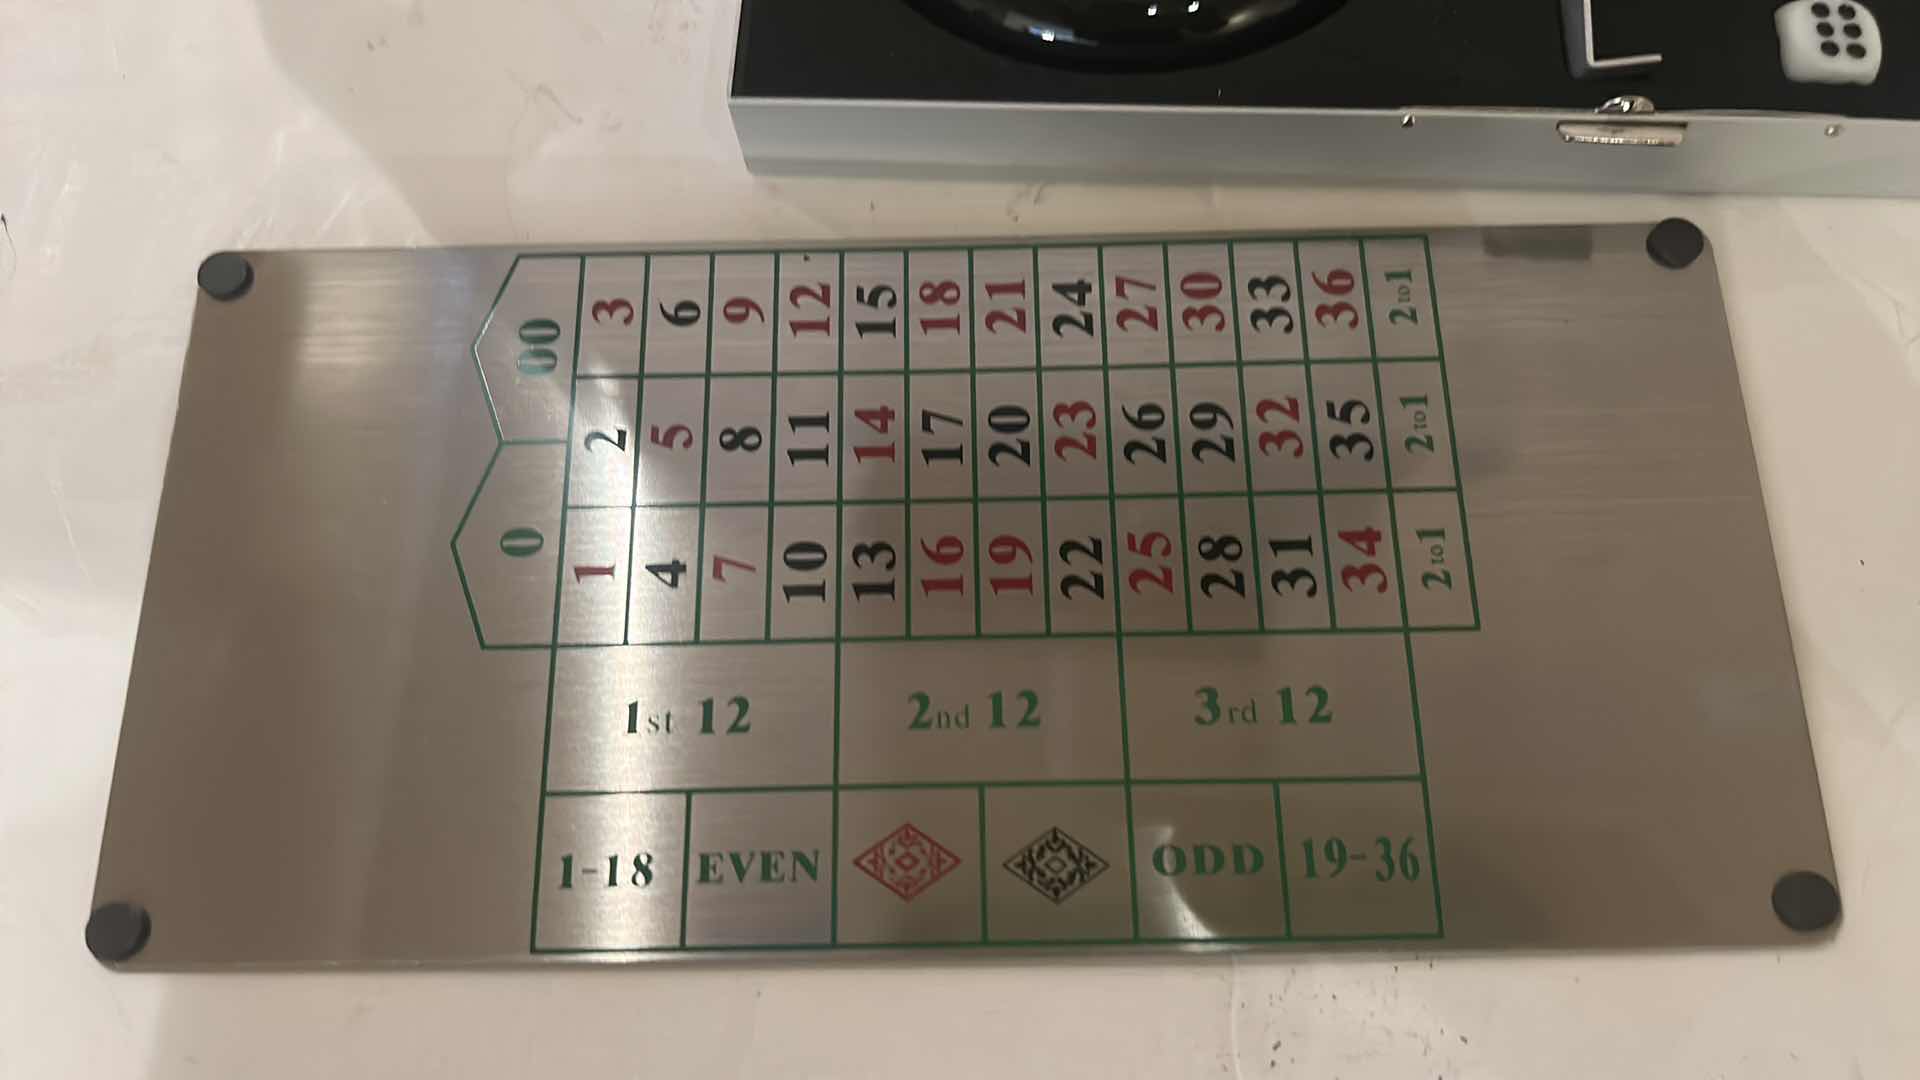 00 3 6 9 12 15 18 21 24 27 30 33 36 2to1
0 2 5 8 11 14 17 20 23 26 29 32 35 2to1
1 4 7 10 13 16 19 22 25 28 31 34 2to1
1st 12 2nd 12 3rd 12
1-18 EVEN ODD 19-36